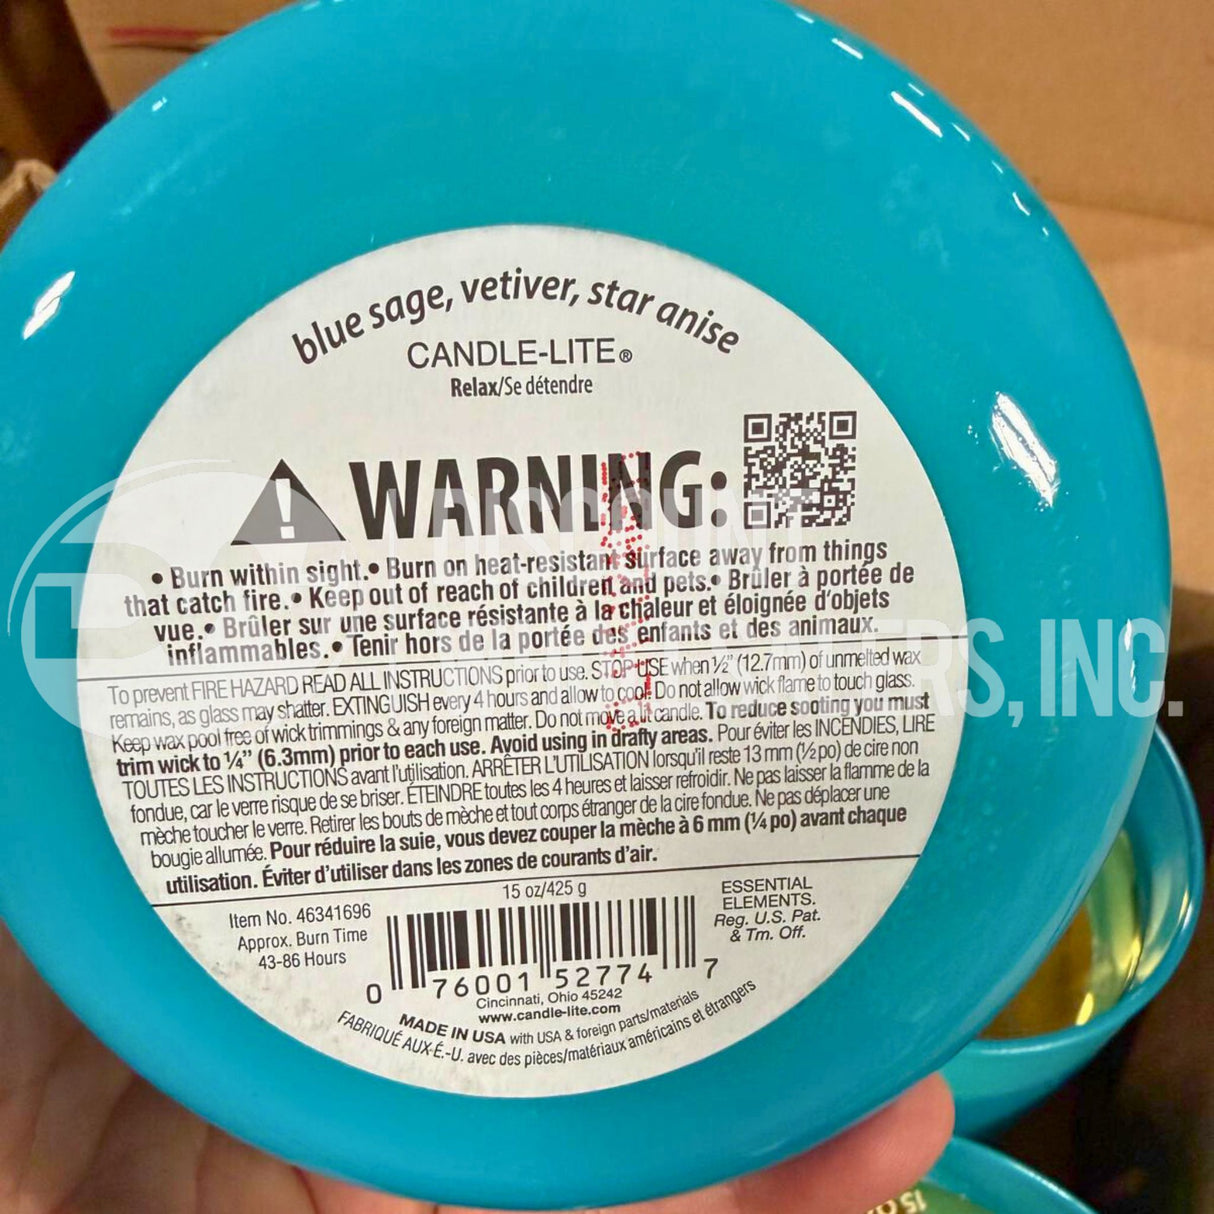 blue sage, vetiver, star anise
CANDLE-LITE®
Relax/Se détendre
WARNING:
• Burn within sight.• Burn on heat-resistant surface away from things
that catch fire.• Keep out of reach of children and pets.• Brûler à portée de
vue.• Brûler sur une surface résistante à la chaleur et éloignée d'objets
inflammables.• Tenir hors de la portée des enfants et des animaux.
To prevent FIRE HAZARD READ ALL INSTRUCTIONS prior to use. STOP USE when ½" (12.7mm) of unmelted wax
remains, as glass may shatter. EXTINGUISH every 4 hours and allow to cool. Do not allow wick flame to touch glass.
Keep wax pool free of wick trimmings & any foreign matter. Do not move a lit candle. To reduce sooting you must
trim wick to ¼" (6.3mm) prior to each use. Avoid using in drafty areas. Pour éviter les INCENDIES, LIRE
TOUTES LES INSTRUCTIONS avant l'utilisation. ARRÊTER L'UTILISATION lorsqu'il reste 13 mm (½ po) de cire non
fondue, car le verre risque de se briser. ÉTEINDRE toutes les 4 heures et laisser refroidir. Ne pas laisser la flamme de la
mèche toucher le verre. Retirer les bouts de mèche et tout corps étranger de la cire fondue. Ne pas déplacer une
bougie allumée. Pour réduire la suie, vous devez couper la mèche à 6 mm (¼ po) avant chaque
utilisation. Éviter d'utiliser dans les zones de courants d'air.
15 oz/425 g
Item No. 46341696
Approx. Burn Time
43-86 Hours
ESSENTIAL
ELEMENTS.
Reg. U.S. Pat.
& Tm. Off.
0 76001 52774 7
Cincinnati, Ohio 45242
www.candle-lite.com
MADE IN USA with USA & foreign parts/materials
FABRIQUÉ AUX É.-U. avec des pièces/matériaux américains et étrangers
DISCOUNT
INC.